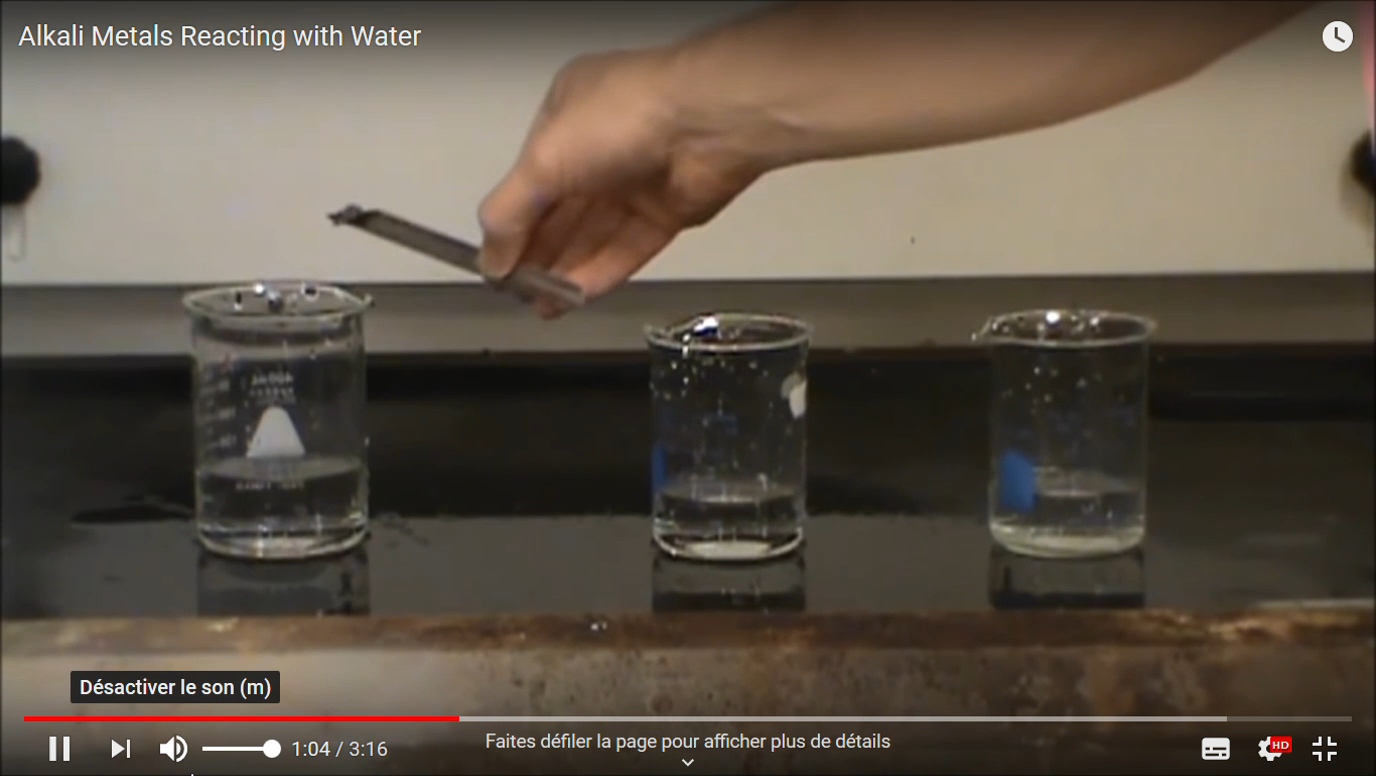 Alkali Metals Reacting with Water
Désactiver le son (m)
1:04 / 3:16
Faites défiler la page pour afficher plus de détails
HD